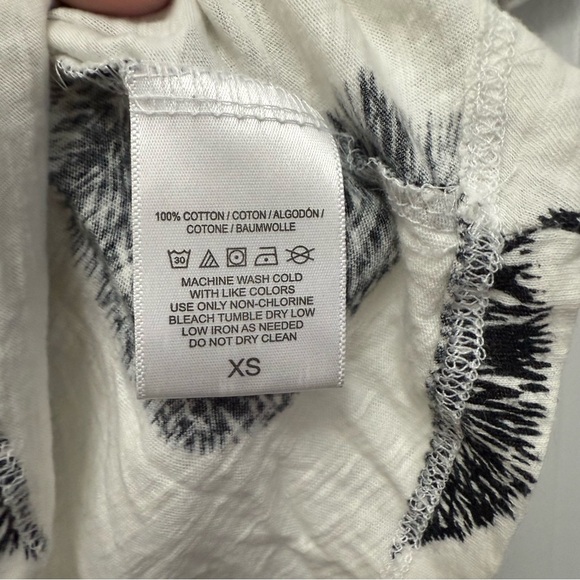 100% COTTON / COTON / ALGODÓN /
COTONE / BAUMWOLLE
30
MACHINE WASH COLD
WITH LIKE COLORS
USE ONLY NON-CHLORINE
BLEACH TUMBLE DRY LOW
LOW IRON AS NEEDED
DO NOT DRY CLEAN
XS